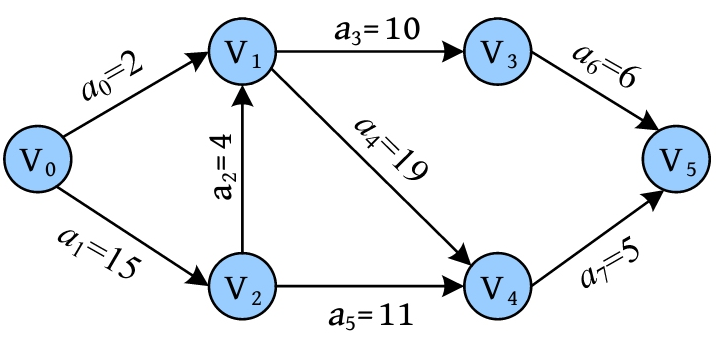 a₃=10
V₁
V₃
a₀=2
a₆=6
a₂=4
a₄=19
V₀
V₅
a₁=15
a₇=5
V₂
V₄
a₅=11